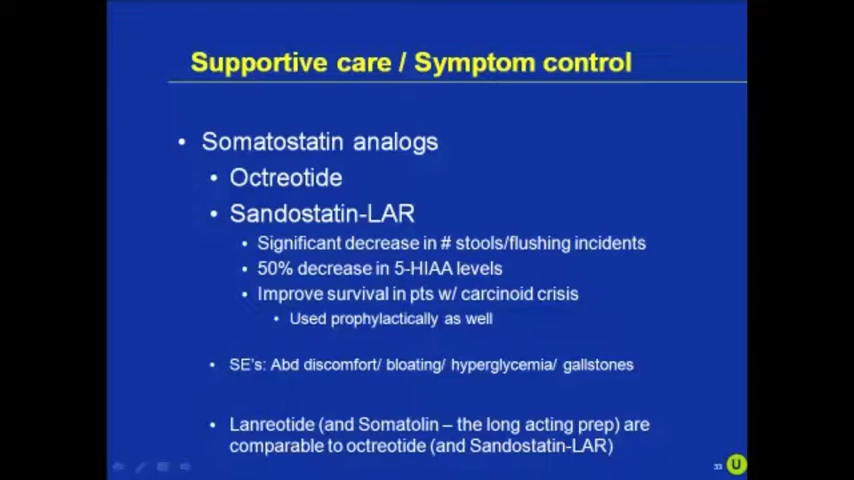 Supportive care / Symptom control
• Somatostatin analogs
• Octreotide
• Sandostatin-LAR
• Significant decrease in # stools/flushing incidents
• 50% decrease in 5-HIAA levels
• Improve survival in pts w/ carcinoid crisis
• Used prophylactically as well
• SE's: Abd discomfort/ bloating/ hyperglycemia/ gallstones
• Lanreotide (and Somatolin – the long acting prep) are
comparable to octreotide (and Sandostatin-LAR)
33 U